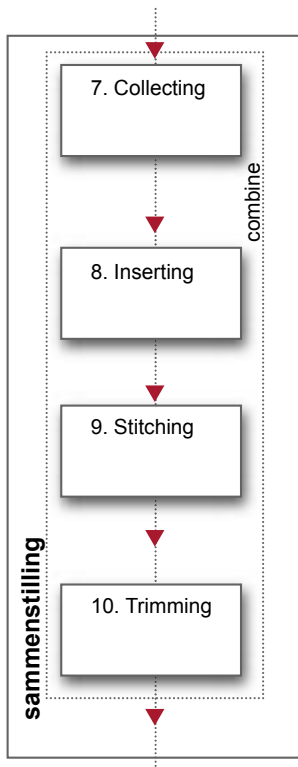 7. Collecting
combine
8. Inserting
9. Stitching
sammenstilling
10. Trimming